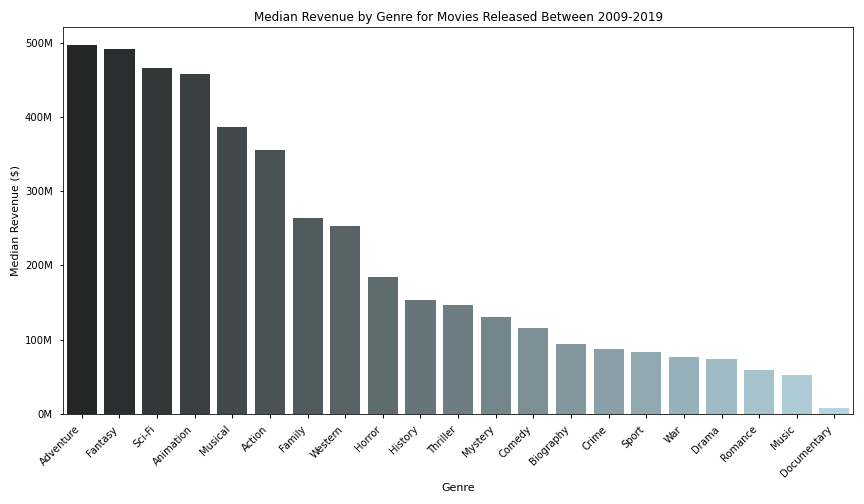 Median Revenue by Genre for Movies Released Between 2009-2019
Median Revenue ($)
500M
400M
300M
200M
100M
0M
Adventure
Fantasy
Sci-Fi
Animation
Musical
Action
Family
Western
Horror
History
Thriller
Mystery
Comedy
Biography
Crime
Sport
War
Drama
Romance
Music
Documentary
Genre